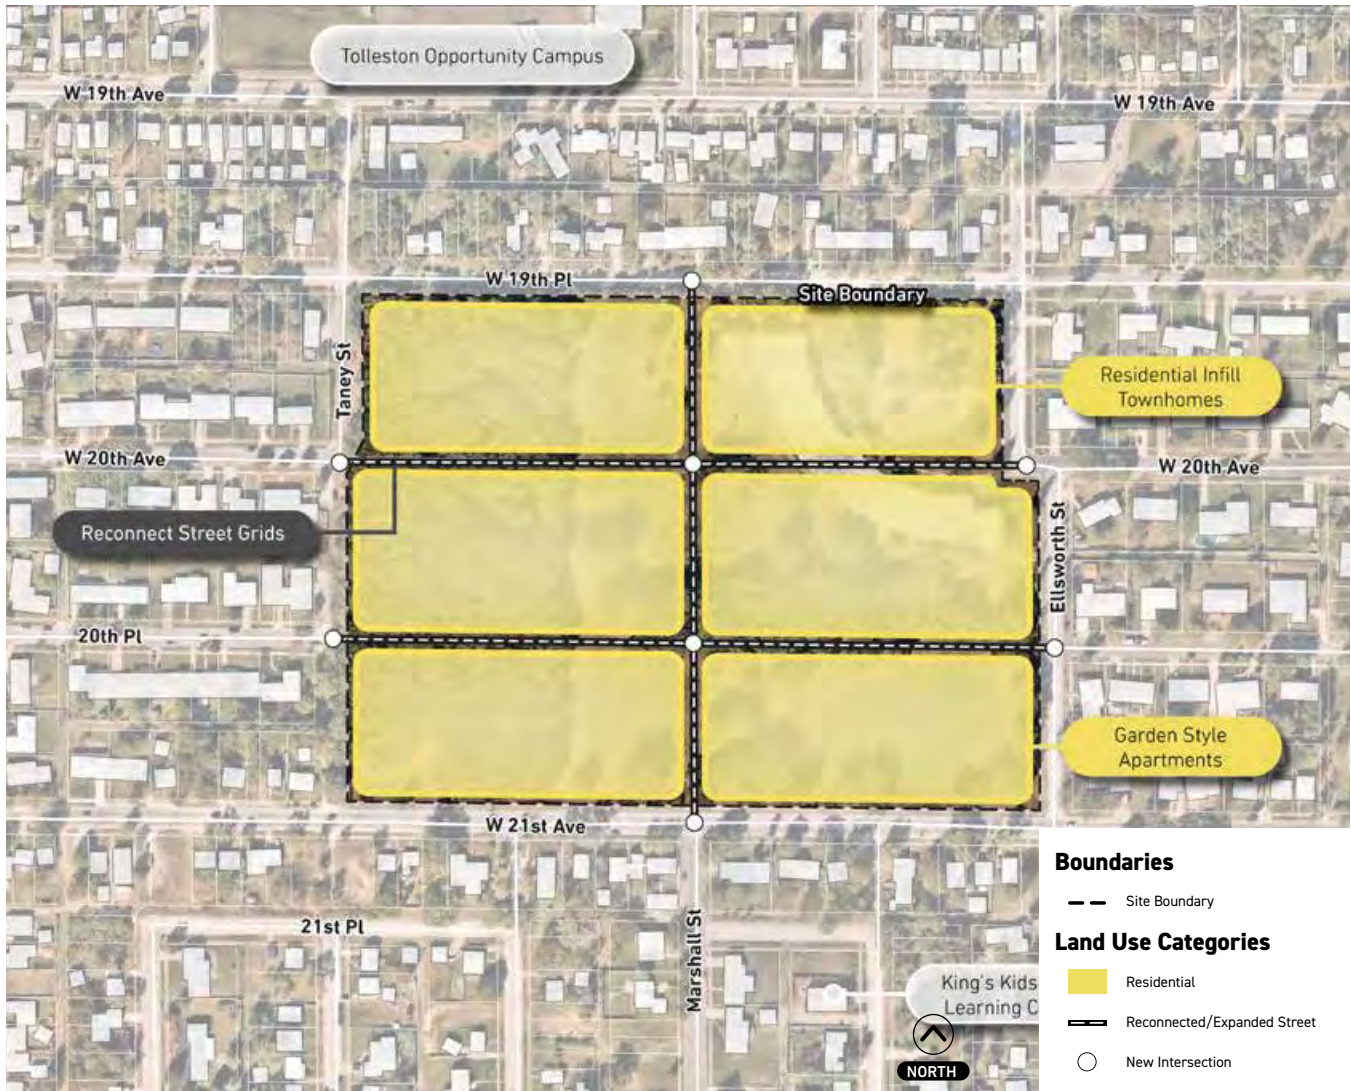 Tolleston Opportunity Campus
W 19th Ave
W 19th Ave
W 19th Pl
Site Boundary
Taney St
Residential Infill
Townhomes
W 20th Ave
W 20th Ave
Reconnect Street Grids
Ellsworth St
20th Pl
Garden Style
Apartments
W 21st Ave
21st Pl
Marshall St
King's Kids
Learning C
NORTH
Boundaries
Site Boundary
Land Use Categories
Residential
Reconnected/Expanded Street
New Intersection